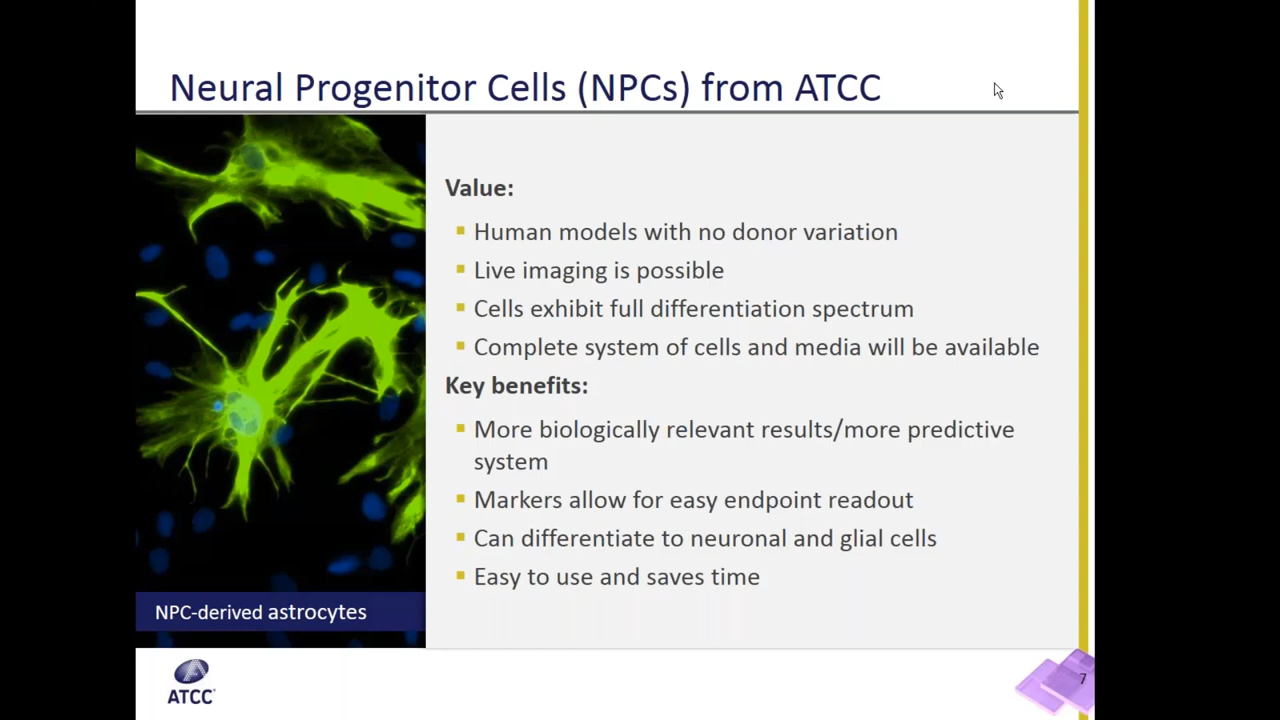 Neural Progenitor Cells (NPCs) from ATCC
Value:
Human models with no donor variation
Live imaging is possible
Cells exhibit full differentiation spectrum
Complete system of cells and media will be available
Key benefits:
More biologically relevant results/more predictive
system
Markers allow for easy endpoint readout
Can differentiate to neuronal and glial cells
Easy to use and saves time
NPC-derived astrocytes
ATCC
7